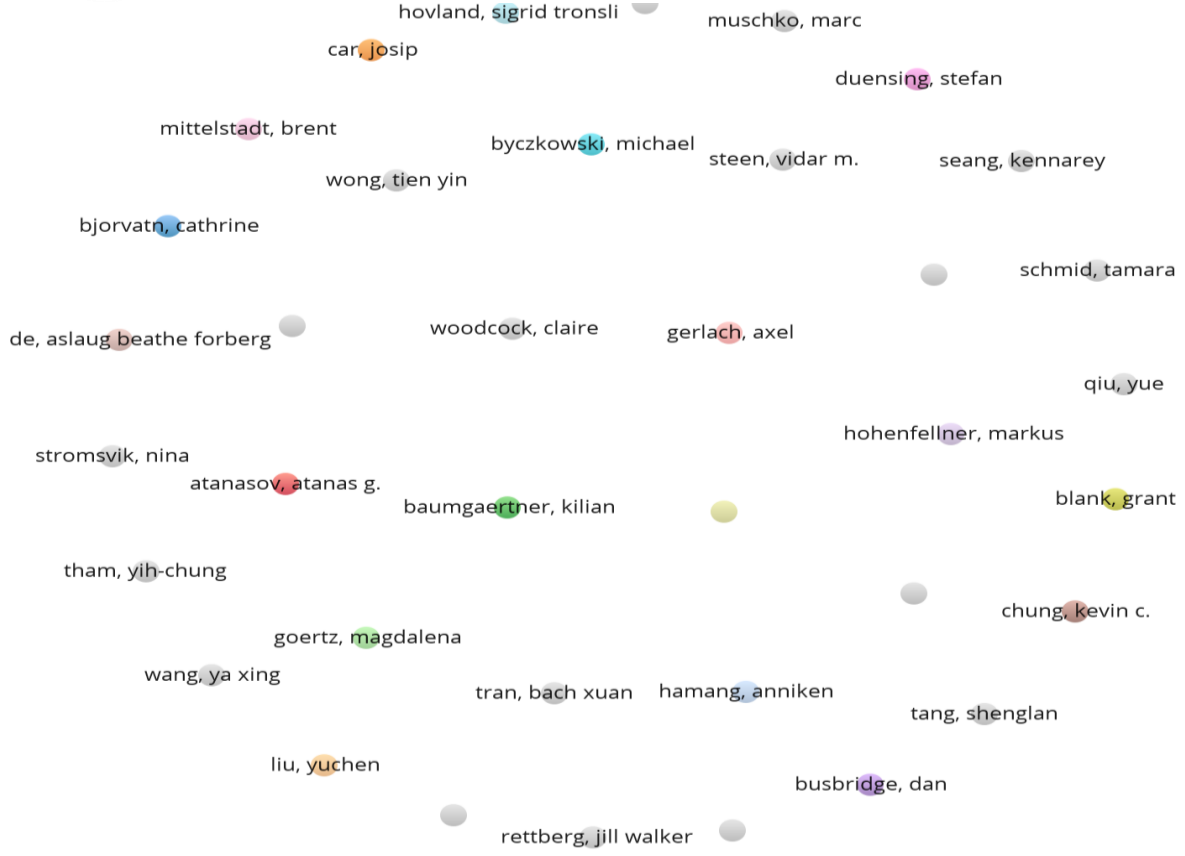 hovland, sigrid tronsli
muschko, marc
car, josip
duensing, stefan
mittelstadt, brent
byczkowski, michael
steen, vidar m.
seang, kennarey
wong, tien yin
bjorvatn, cathrine
schmid, tamara
woodcock, claire
gerlach, axel
de, aslaug beathe forberg
qiu, yue
hohenfellner, markus
stromsvik, nina
atanasov, atanas g.
blank, grant
baumgaertner, kilian
tham, yih-chung
chung, kevin c.
goertz, magdalena
wang, ya xing
tran, bach xuan
hamang, anniken
tang, shenglan
liu, yuchen
busbridge, dan
rettberg, jill walker